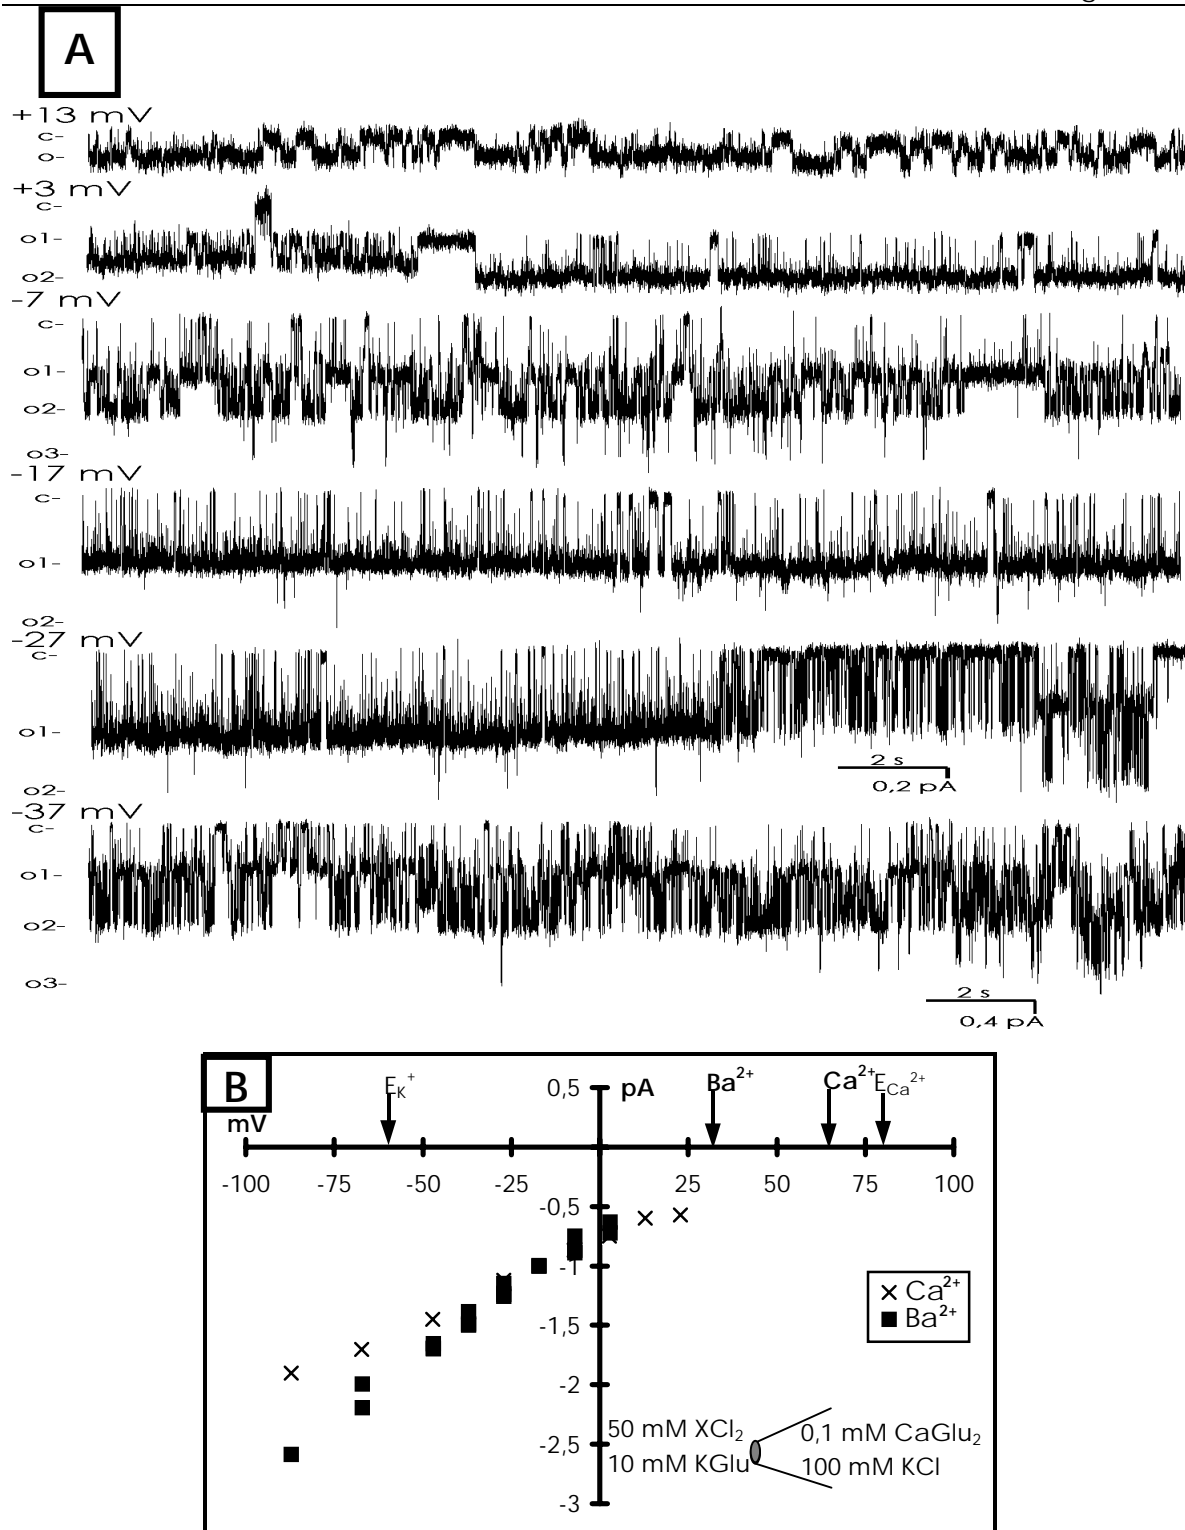 A
+13 mV
c-
o-
+3 mV
c-
o1-
o2-
-7 mV
c-
o1-
o2-
o3-
-17 mV
c-
o1-
o2-
-27 mV
c-
o1-
2 s
0,2 pA
o2-
-37 mV
c-
o1-
o2-
o3-
2 s
0,4 pA
B
mV
EK+
0,5
pA
Ba2+
Ca2+
ECa2+
-100 -75 -50 -25 25 50 75 100
-0,5
-1
-1,5
-2
-2,5
-3
Ca2+
Ba2+
50 mM XCl2
10 mM KGlu
0,1 mM CaGlu2
100 mM KCl